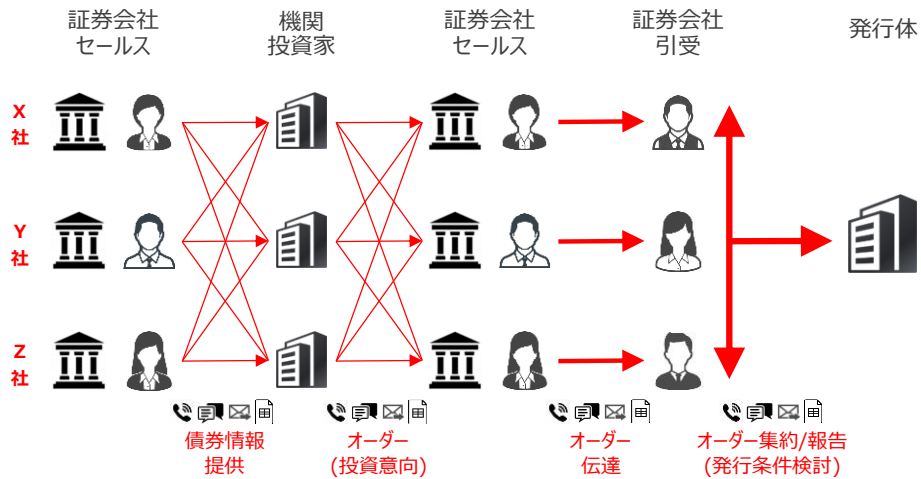 証券会社
セールス
機関
投資家
証券会社
セールス
証券会社
引受
発行体
X
社
Y
社
Z
社
債券情報
提供
オーダー
(投資意向)
オーダー
伝達
オーダー集約/報告
(発行条件検討)